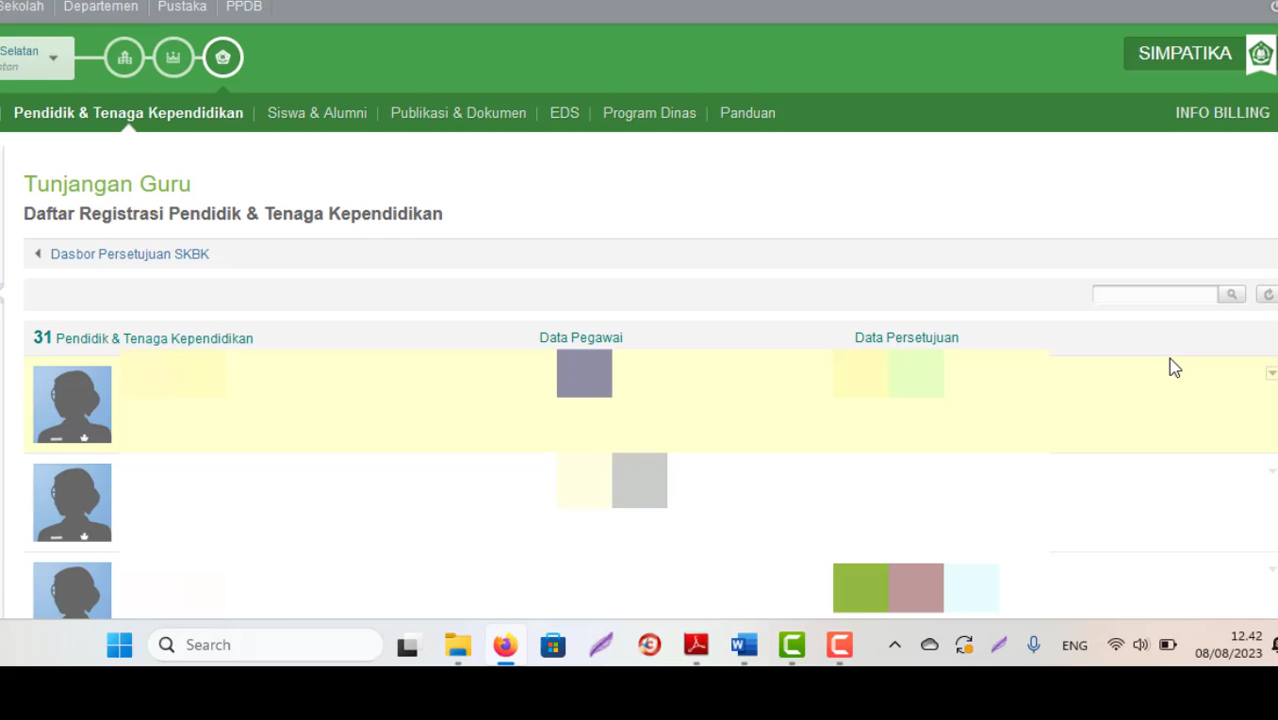 Sekolah Departemen Pustaka PPDB
Selatan
tan
SIMPATIKA
Pendidik & Tenaga Kependidikan Siswa & Alumni Publikasi & Dokumen EDS Program Dinas Panduan INFO BILLING
Tunjangan Guru
Daftar Registrasi Pendidik & Tenaga Kependidikan
Dasbor Persetujuan SKBK
31 Pendidik & Tenaga Kependidikan Data Pegawai Data Persetujuan
Search
ENG
12.42
08/08/2023